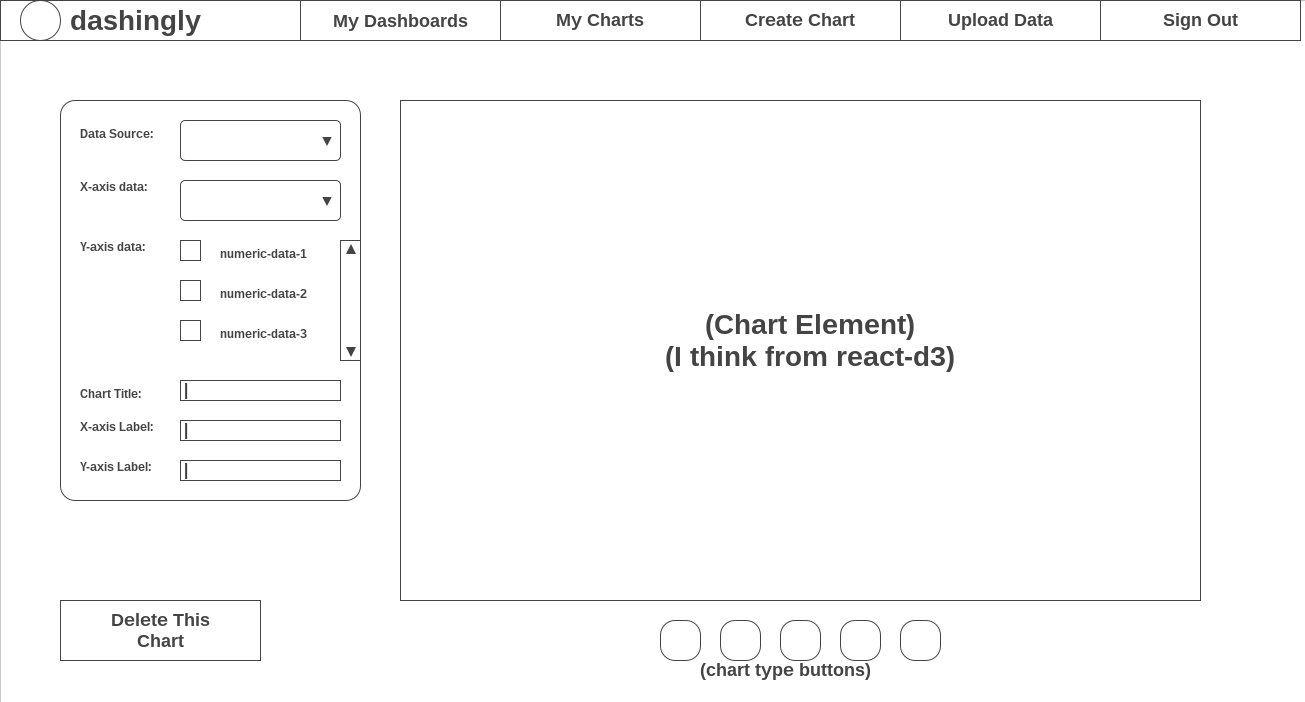 dashingly
My Dashboards
My Charts
Create Chart
Upload Data
Sign Out
Data Source:
X-axis data:
Y-axis data:
numeric-data-1
numeric-data-2
numeric-data-3
Chart Title:
X-axis Label:
Y-axis Label:
(Chart Element)
(I think from react-d3)
Delete This
Chart
(chart type buttons)